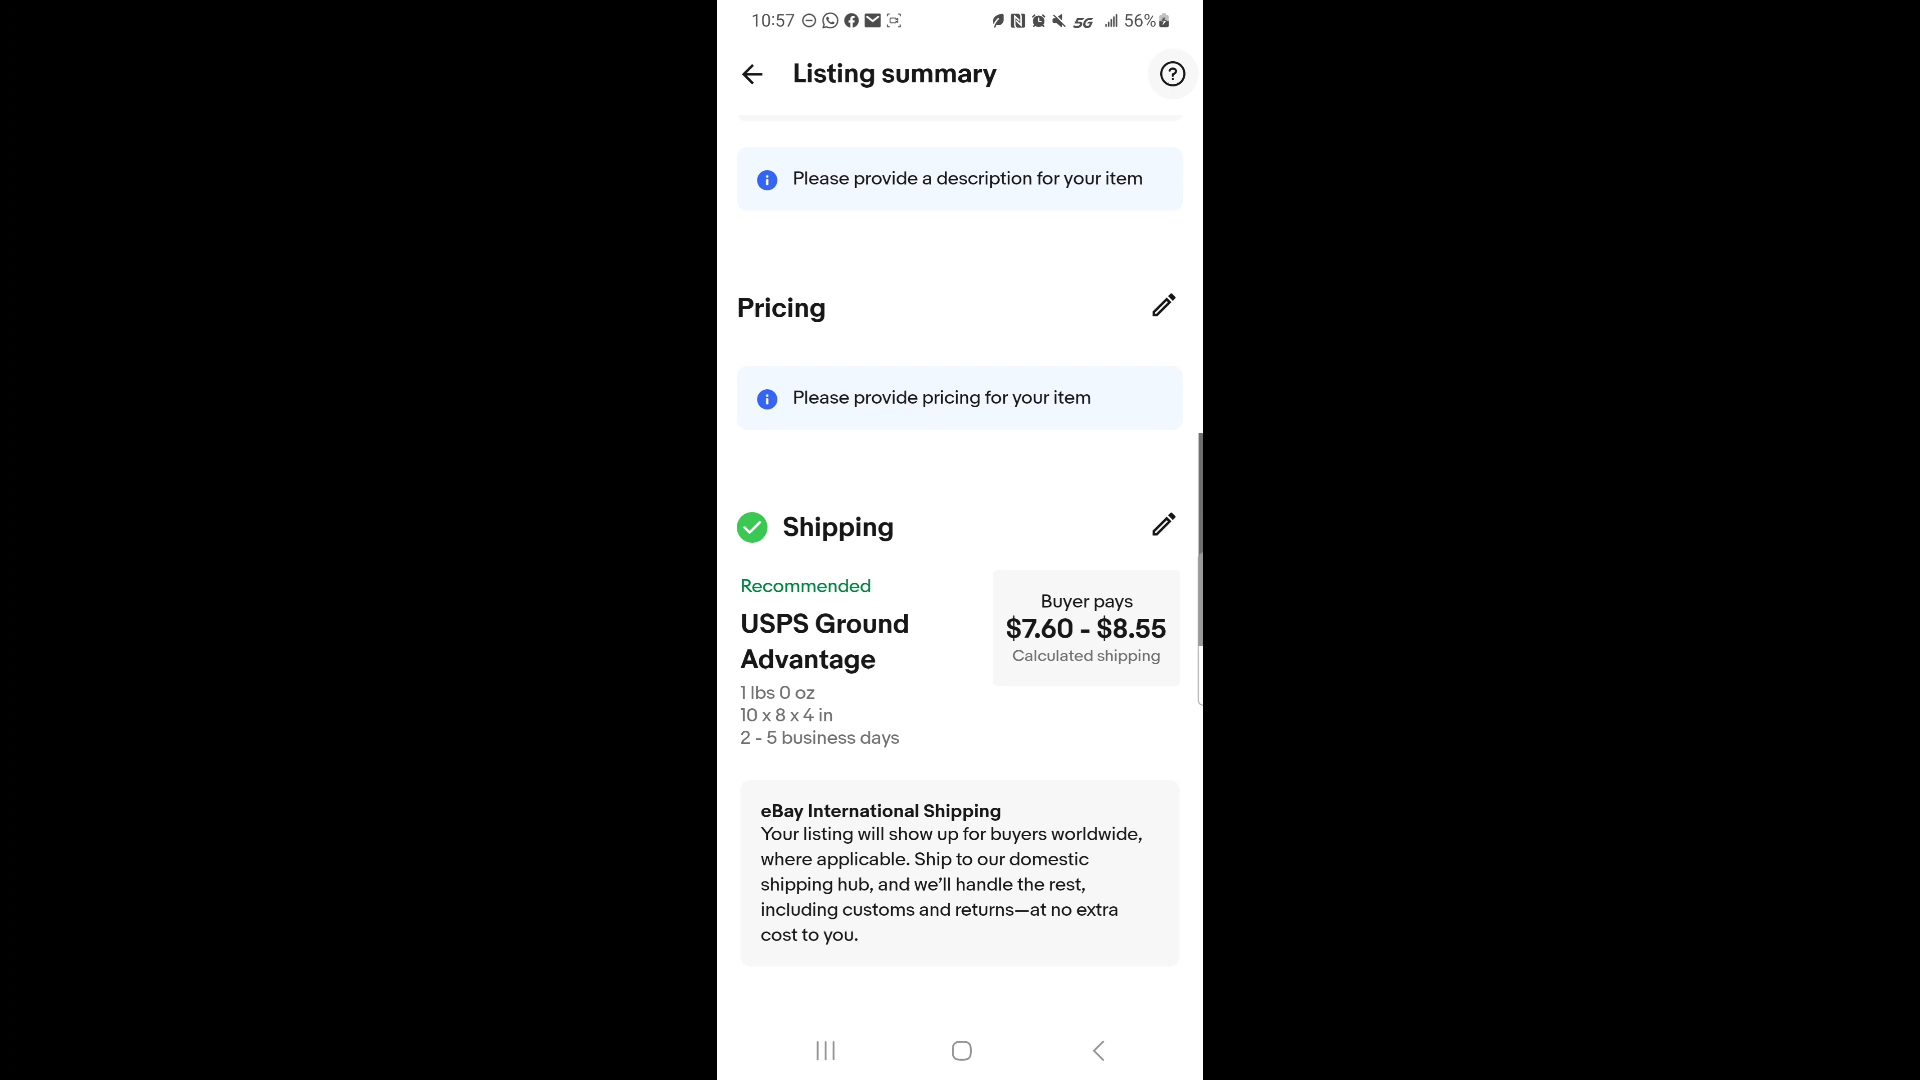 10:57
5G
56%
Listing summary
Please provide a description for your item
Pricing
Please provide pricing for your item
Shipping
Recommended
USPS Ground
Advantage
1 lbs 0 oz
10 x 8 x 4 in
2 - 5 business days
Buyer pays
$7.60 - $8.55
Calculated shipping
eBay International Shipping
Your listing will show up for buyers worldwide,
where applicable. Ship to our domestic
shipping hub, and we’ll handle the rest,
including customs and returns—at no extra
cost to you.